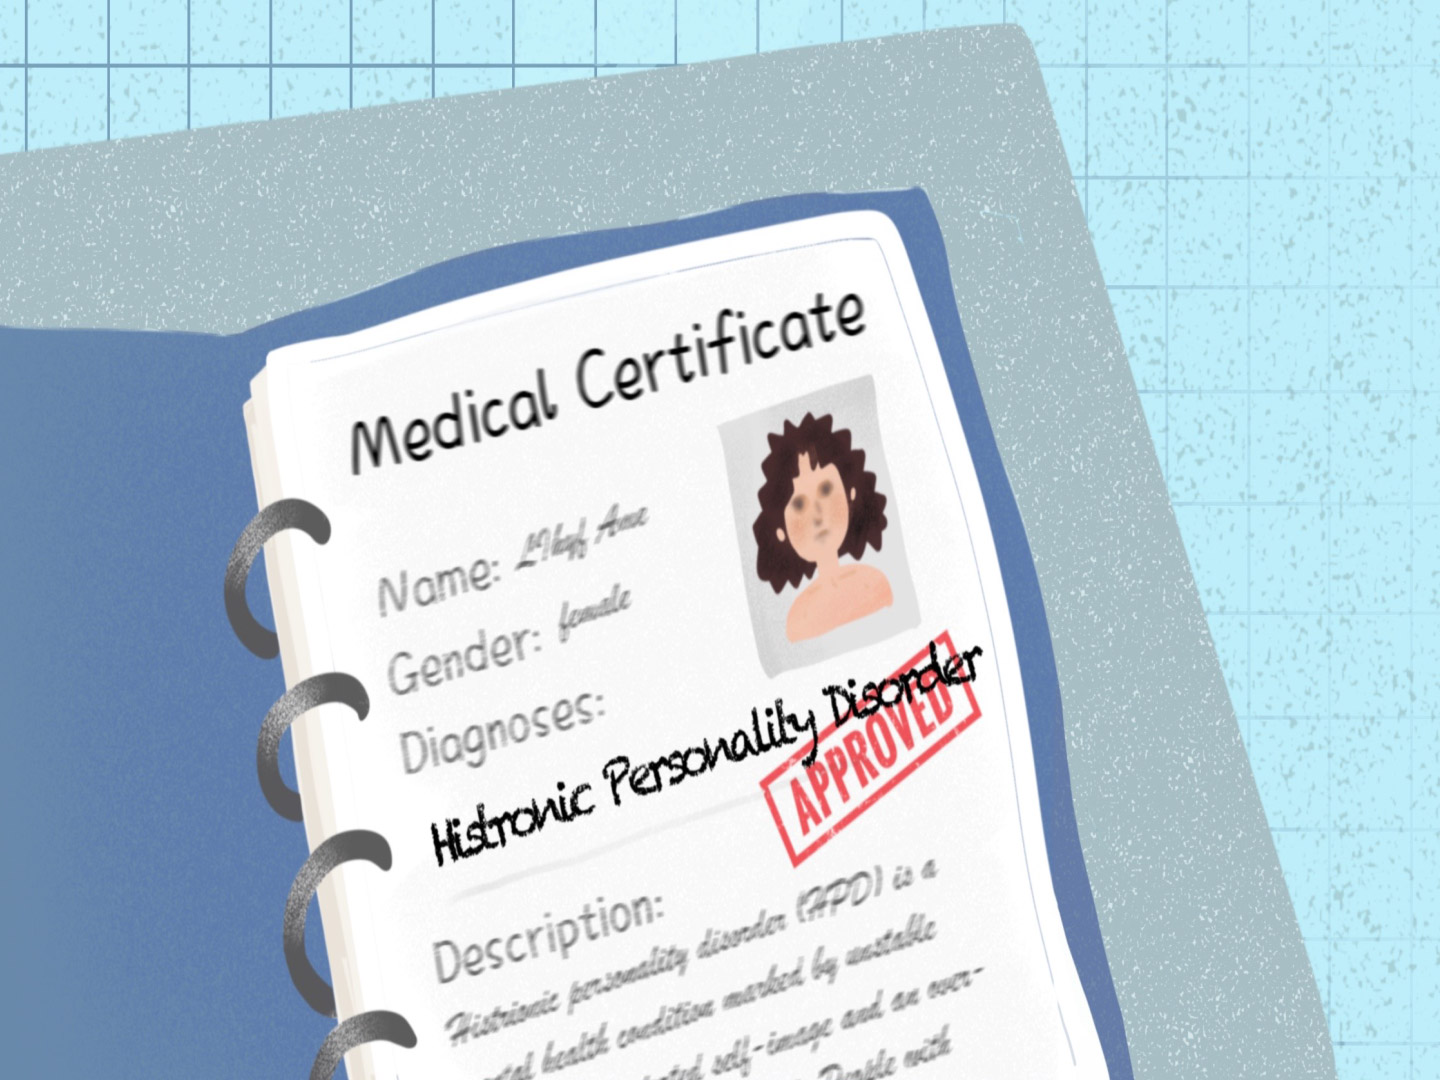 Medical Certificate
Name:
Gender: female
Diagnoses:
Histronic Personality Disorder
APPROVED
Description:
Histrionic personality disorder (HPD) is a
health condition marked by unstable
self-image and an over-
People with